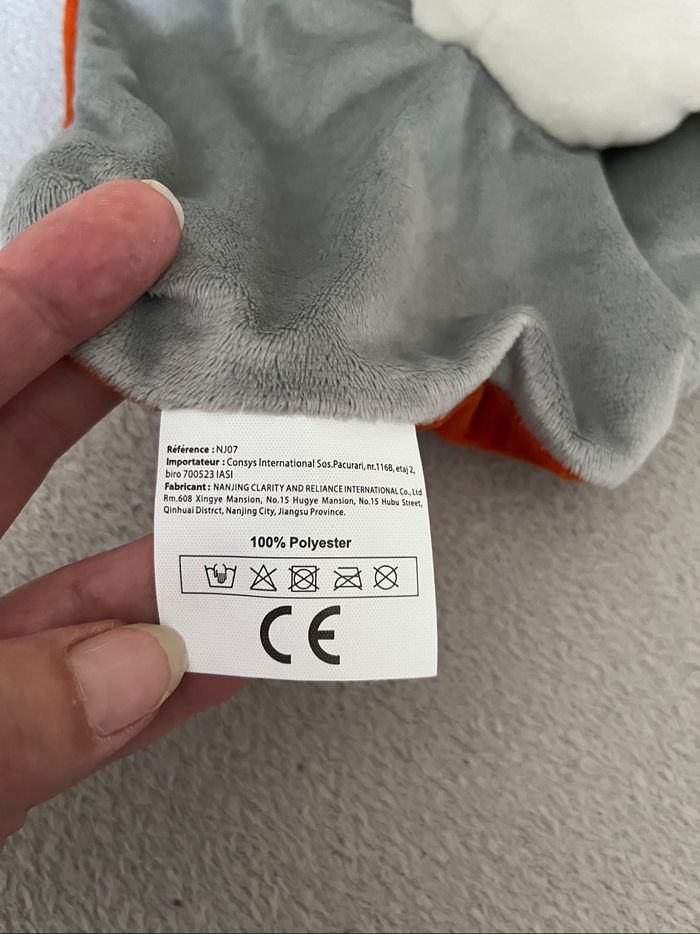 Référence : NJ07
Importateur : Consys International Sos.Pacurari, nr.116B, etaj 2,
biro 700523 IASI
Fabricant : NANJING CLARITY AND RELIANCE INTERNATIONAL Co., Ltd
Rm.608 Xingye Mansion, No.15 Hugye Mansion, No.15 Hubu Street,
Qinhuai Distrct, Nanjing City, Jiangsu Province.
100% Polyester
CE